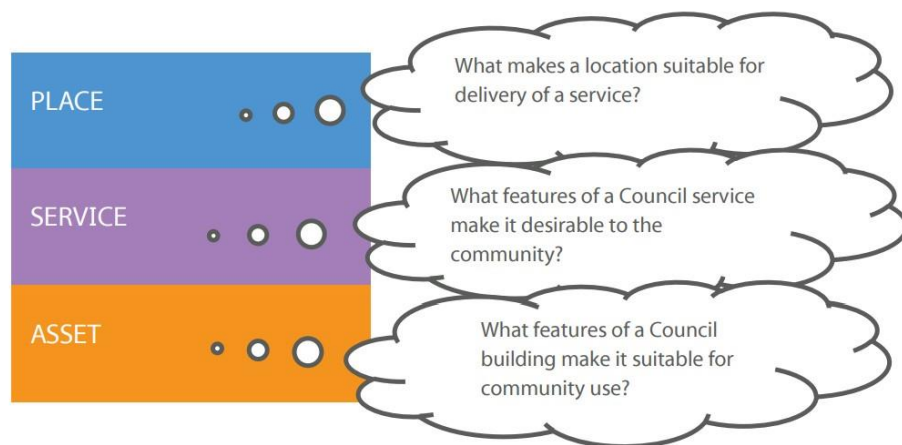 PLACE
What makes a location suitable for
delivery of a service?
SERVICE
What features of a Council service
make it desirable to the
community?
ASSET
What features of a Council
building make it suitable for
community use?